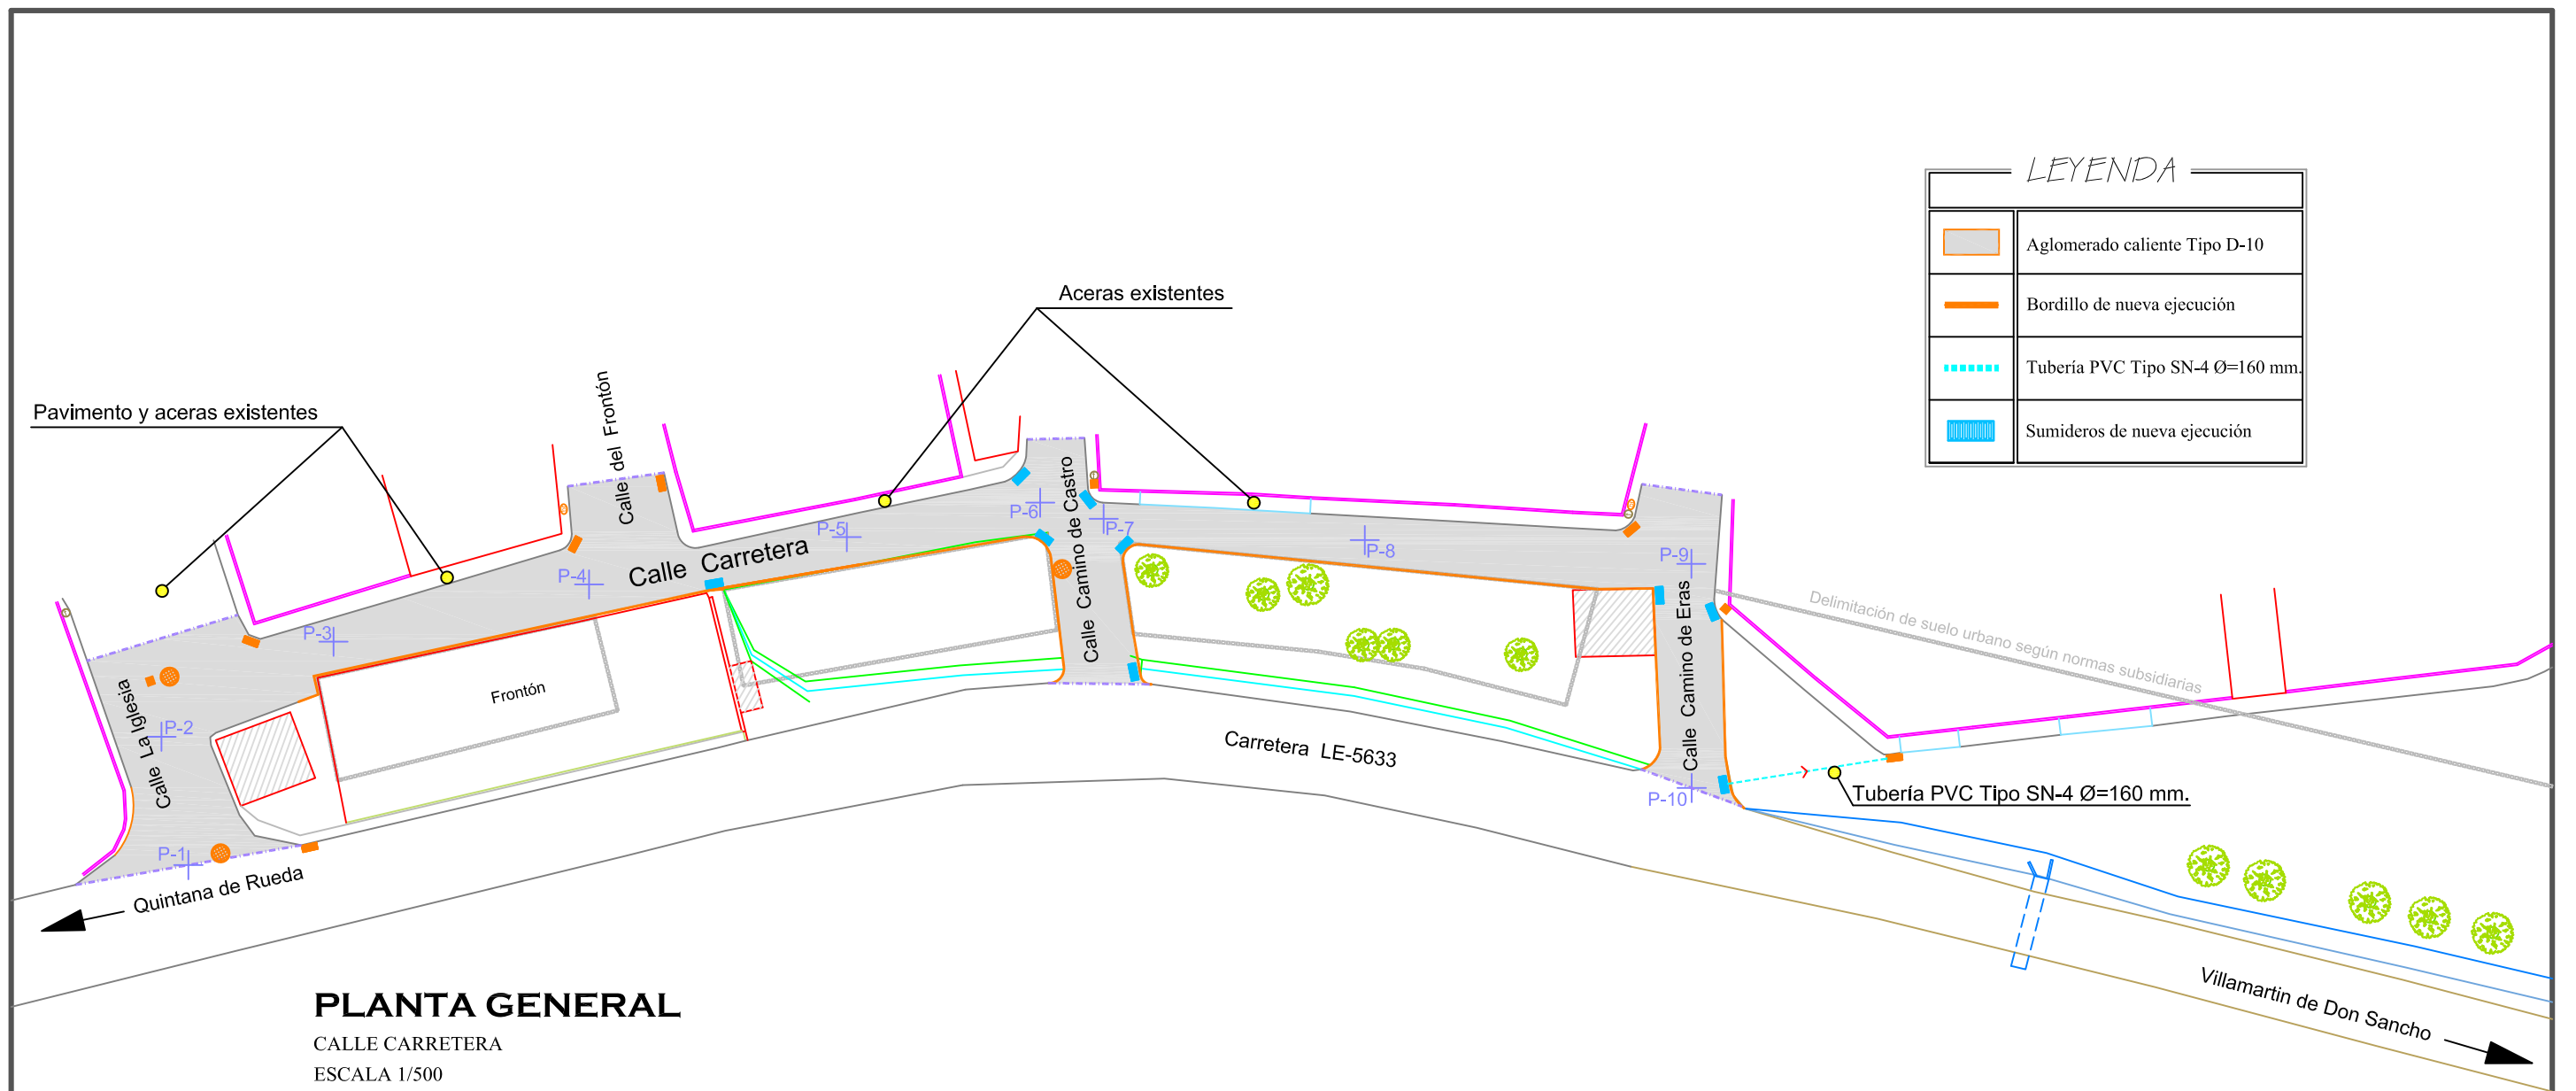 LEYENDA
Aglomerado caliente Tipo D-10
Bordillo de nueva ejecución
Tubería PVC Tipo SN-4 Ø=160 mm.
Sumideros de nueva ejecución
Aceras existentes
Pavimento y aceras existentes
Calle del Frontón
Calle Carretera
Calle Camino de Castro
Calle Camino de Eras
Calle La Iglesia
Frontón
P-1
P-2
P-3
P-4
P-5
P-6
P-7
P-8
P-9
P-10
Delimitación de suelo urbano según normas subsidiarias
Carretera LE-5633
Tubería PVC Tipo SN-4 Ø=160 mm.
Quintana de Rueda
Villamartin de Don Sancho
PLANTA GENERAL
CALLE CARRETERA
ESCALA 1/500